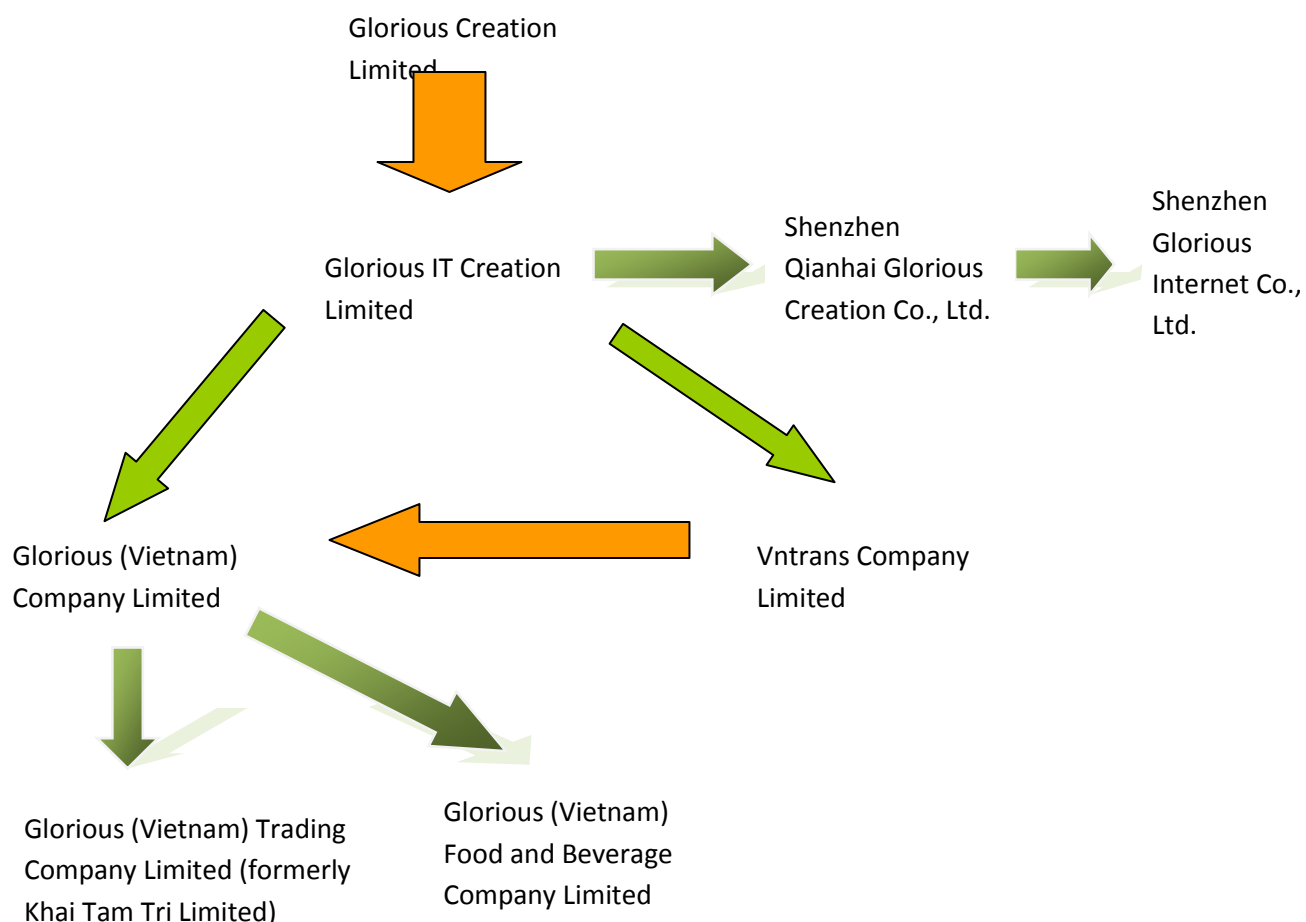 Glorious Creation
Limited
Glorious IT Creation
Limited
Shenzhen
Qianhai Glorious
Creation Co., Ltd.
Shenzhen
Glorious
Internet Co.,
Ltd.
Glorious (Vietnam)
Company Limited
Vntrans Company
Limited
Glorious (Vietnam) Trading
Company Limited (formerly
Khai Tam Tri Limited)
Glorious (Vietnam)
Food and Beverage
Company Limited